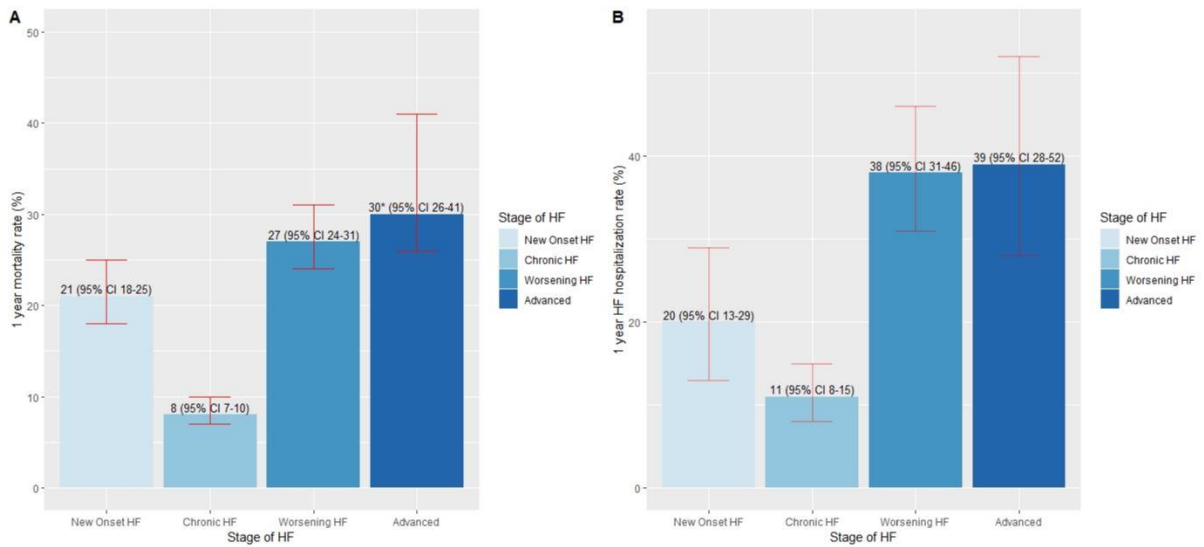 A
1 year mortality rate (%)
50
40
30
20
10
0
21 (95% CI 18-25)
8 (95% CI 7-10)
27 (95% CI 24-31)
30* (95% CI 26-41)
New Onset HF
Chronic HF
Worsening HF
Advanced
Stage of HF
Stage of HF
New Onset HF
Chronic HF
Worsening HF
Advanced
B
1 year HF hospitalization rate (%)
40
20
0
20 (95% CI 13-29)
11 (95% CI 8-15)
38 (95% CI 31-46)
39 (95% CI 28-52)
New Onset HF
Chronic HF
Worsening HF
Advanced
Stage of HF
Stage of HF
New Onset HF
Chronic HF
Worsening HF
Advanced